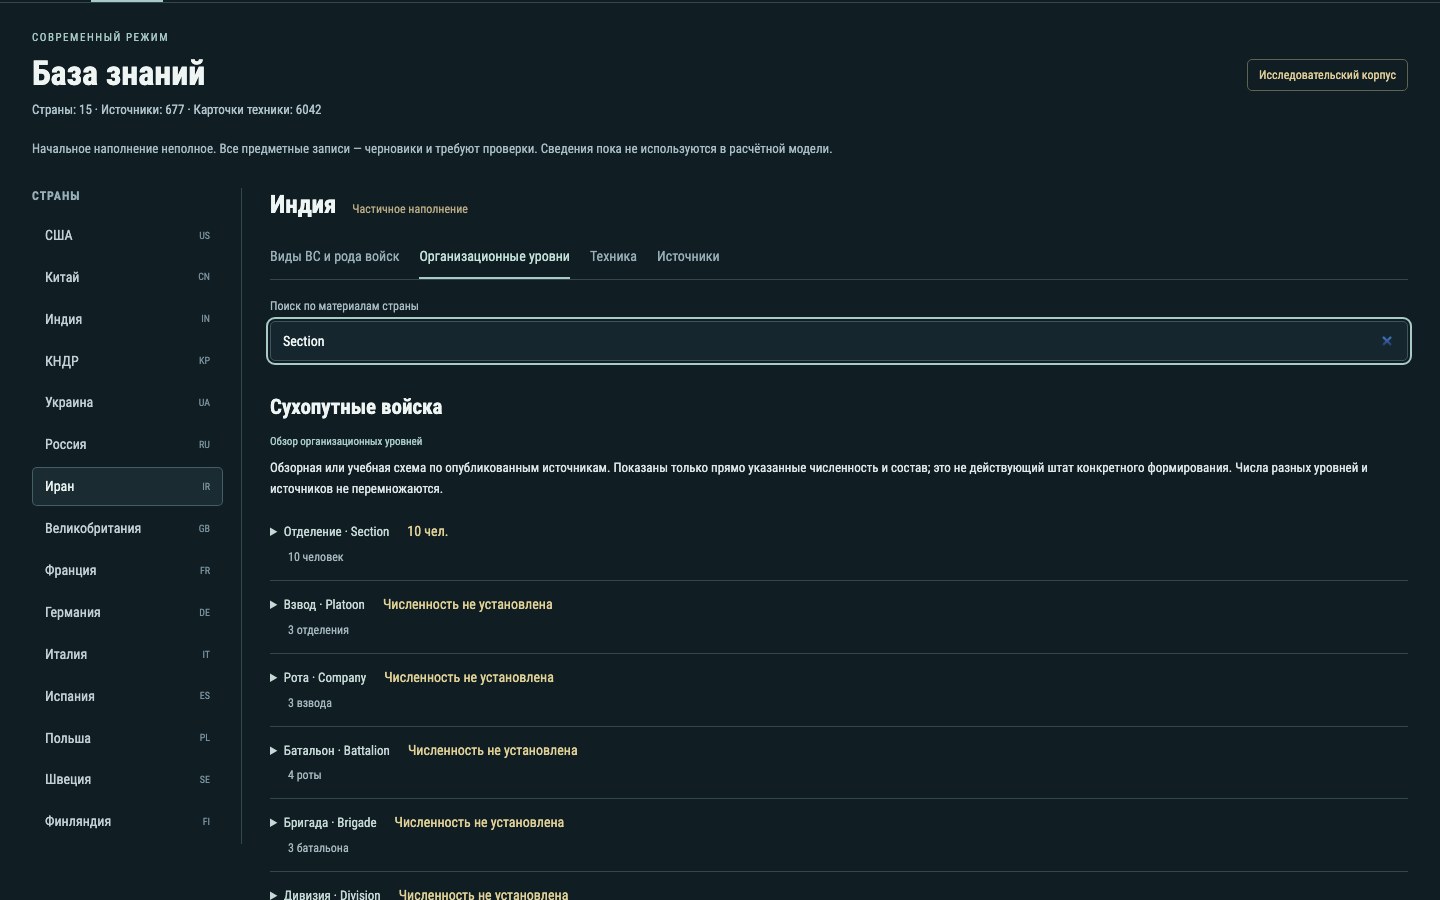 СОВРЕМЕННЫЙ РЕЖИМ
База знаний
Исследовательский корпус
Страны: 15 · Источники: 677 · Карточки техники: 6042
Начальное наполнение неполное. Все предметные записи — черновики и требуют проверки. Сведения пока не используются в расчётной модели.
СТРАНЫ
США US
Китай CN
Индия IN
КНДР KP
Украина UA
Россия RU
Иран IR
Великобритания GB
Франция FR
Германия DE
Италия IT
Испания ES
Польша PL
Швеция SE
Финляндия FI
Индия Частичное наполнение
Виды ВС и рода войск Организационные уровни Техника Источники
Поиск по материалам страны
Section
Сухопутные войска
Обзор организационных уровней
Обзорная или учебная схема по опубликованным источникам. Показаны только прямо указанные численность и состав; это не действующий штат конкретного формирования. Числа разных уровней и
источников не перемножаются.
Отделение · Section 10 чел.
10 человек
Взвод · Platoon Численность не установлена
3 отделения
Рота · Company Численность не установлена
3 взвода
Батальон · Battalion Численность не установлена
4 роты
Бригада · Brigade Численность не установлена
3 батальона
Дивизия · Division Численность не установлена